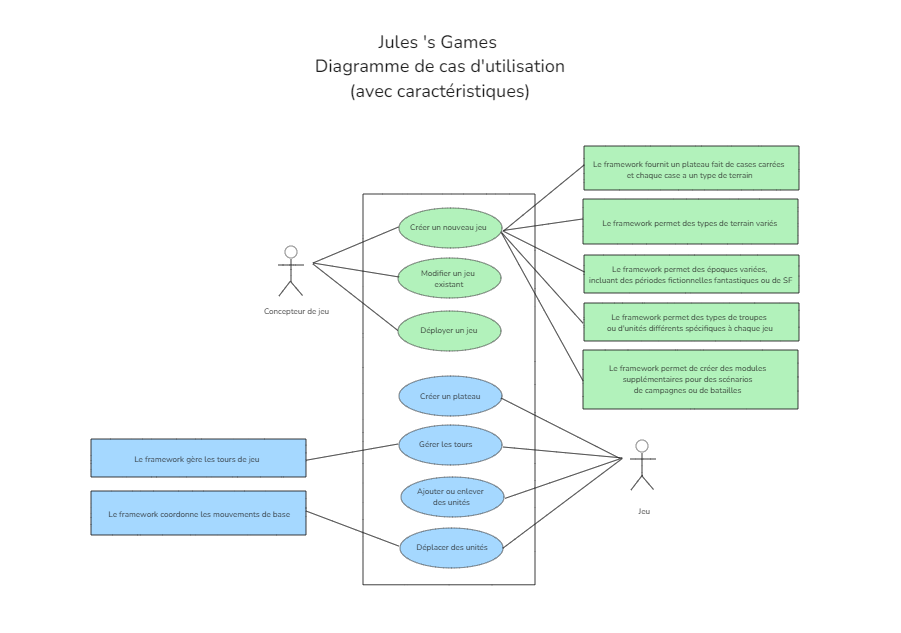 Jules 's Games
Diagramme de cas d'utilisation
(avec caractéristiques)
Le framework fournit un plateau fait de cases carrées
et chaque case a un type de terrain
Le framework permet des types de terrain variés
Le framework permet des époques variées,
incluant des périodes fictionnelles fantastiques ou de SF
Le framework permet des types de troupes
ou d'unités différents spécifiques à chaque jeu
Le framework permet de créer des modules
supplémentaires pour des scénarios
de campagnes ou de batailles
Concepteur de jeu
Créer un nouveau jeu
Modifier un jeu
existant
Déployer un jeu
Créer un plateau
Gérer les tours
Ajouter ou enlever
des unités
Déplacer des unités
Le framework gère les tours de jeu
Le framework coordonne les mouvements de base
Jeu